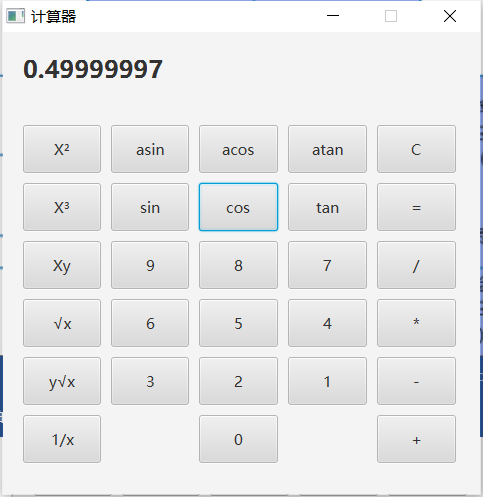 计算器
0.49999997
X² asin acos atan C
X³ sin cos tan =
Xy 9 8 7 /
√x 6 5 4 *
y√x 3 2 1 -
1/x 0 +